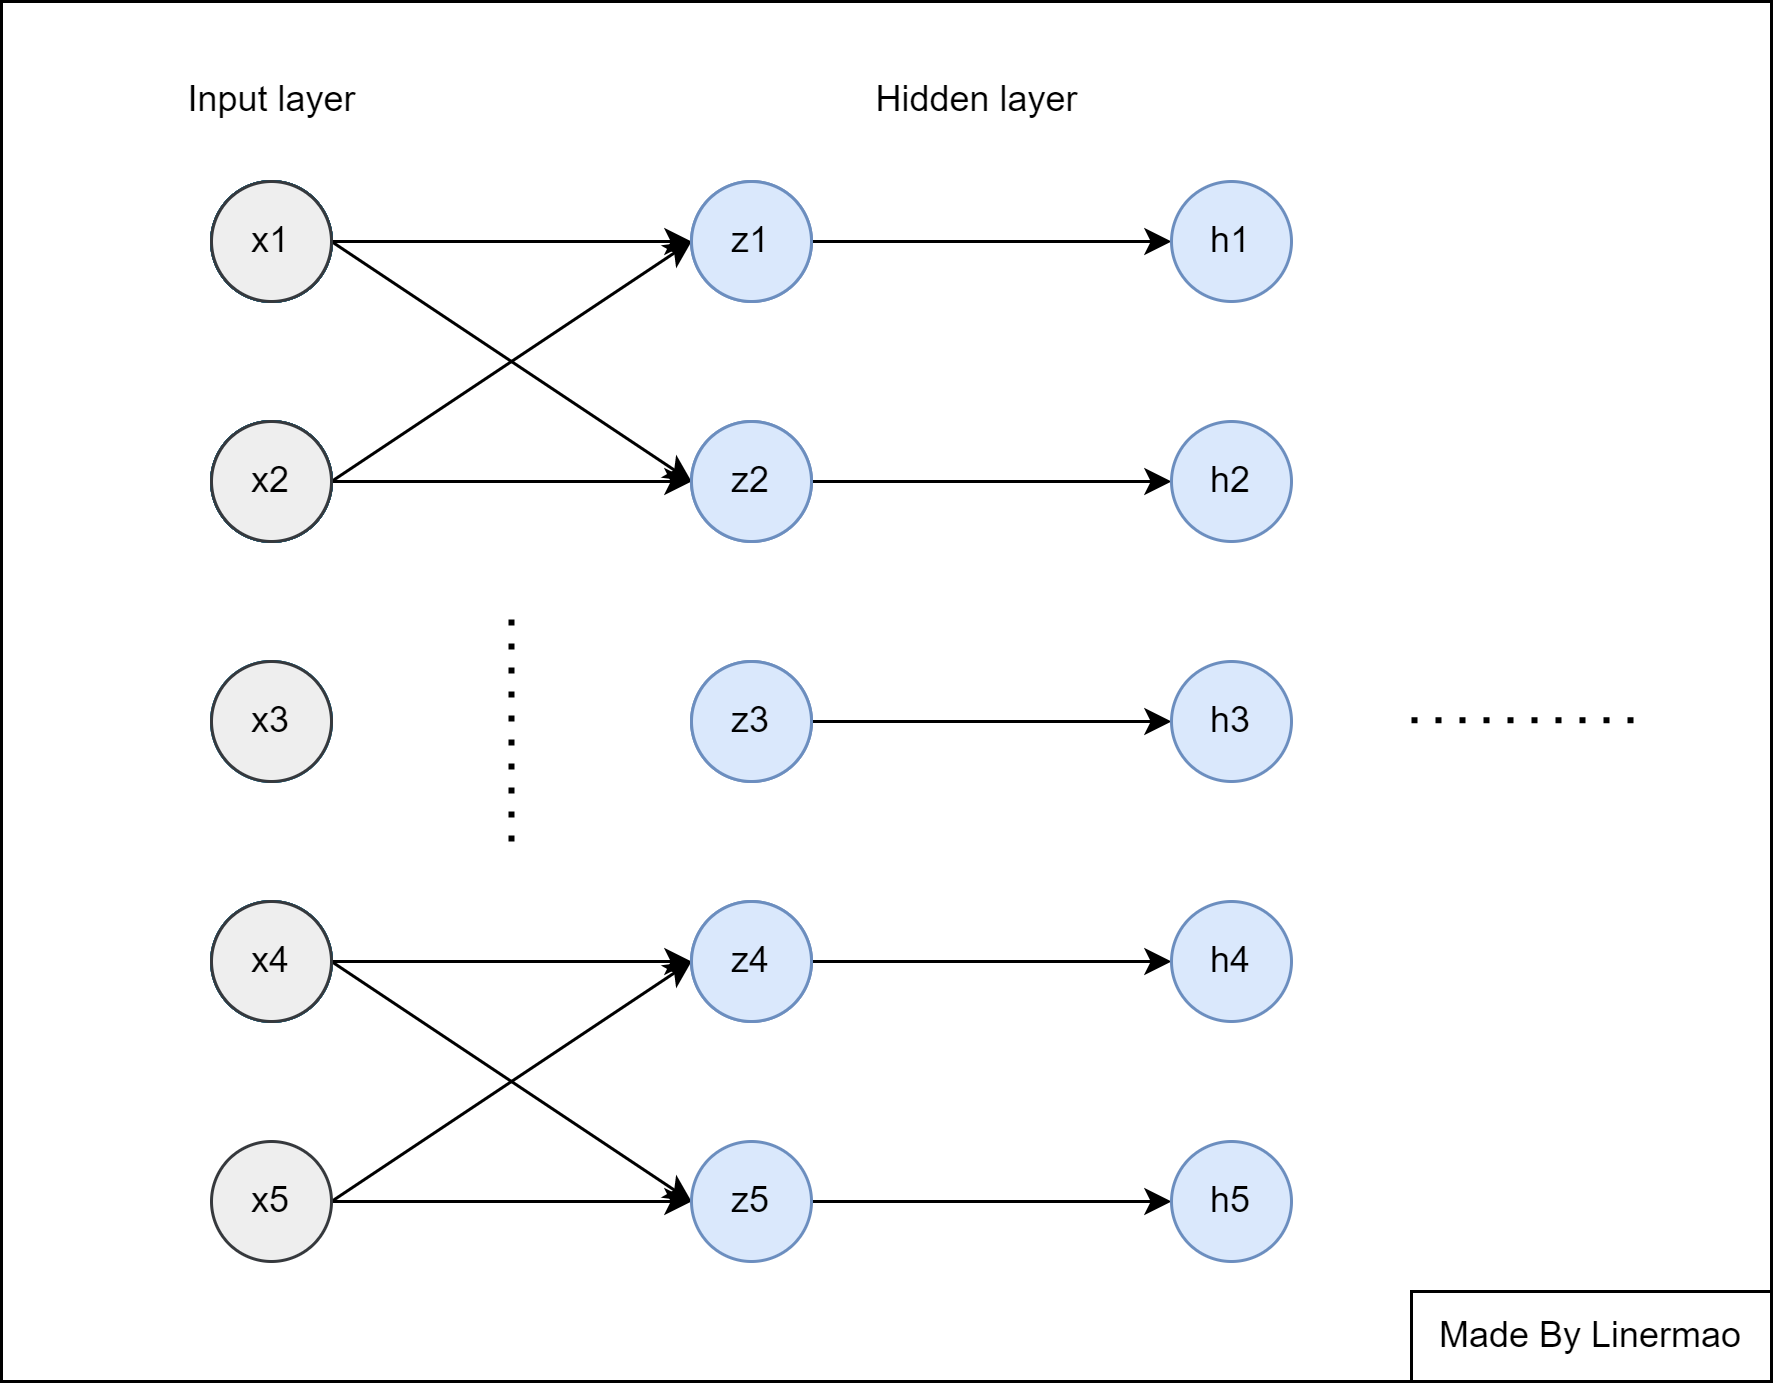 Input layer
Hidden layer
x1
z1
h1
x2
z2
h2
x3
z3
h3
x4
z4
h4
x5
z5
h5
Made By Linermao